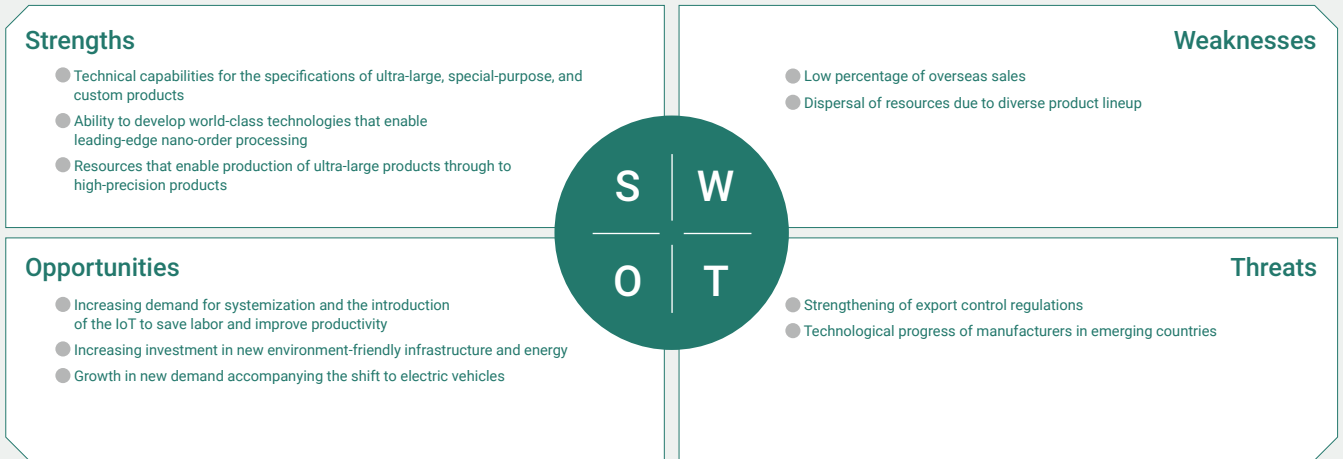 Strengths
Technical capabilities for the specifications of ultra-large, special-purpose, and
custom products
Ability to develop world-class technologies that enable
leading-edge nano-order processing
Resources that enable production of ultra-large products through to
high-precision products
Weaknesses
Low percentage of overseas sales
Dispersal of resources due to diverse product lineup
S W
O T
Opportunities
Increasing demand for systemization and the introduction
of the IoT to save labor and improve productivity
Increasing investment in new environment-friendly infrastructure and energy
Growth in new demand accompanying the shift to electric vehicles
Threats
Strengthening of export control regulations
Technological progress of manufacturers in emerging countries